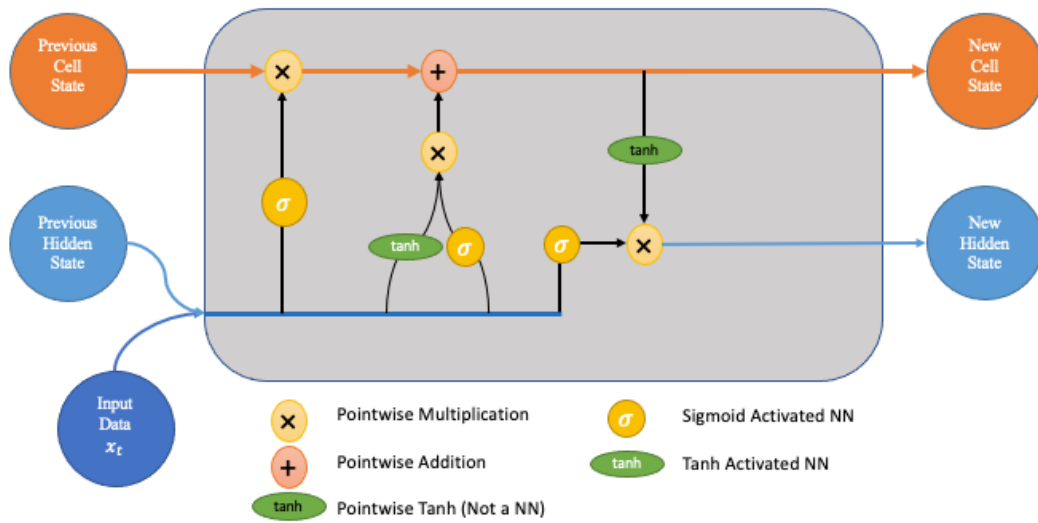 Previous
Cell
State
×
+
New
Cell
State
×
tanh
σ
Previous
Hidden
State
tanh
σ
σ
×
New
Hidden
State
Input
Data
xₜ
× Pointwise Multiplication
σ Sigmoid Activated NN
+ Pointwise Addition
tanh Tanh Activated NN
tanh Pointwise Tanh (Not a NN)